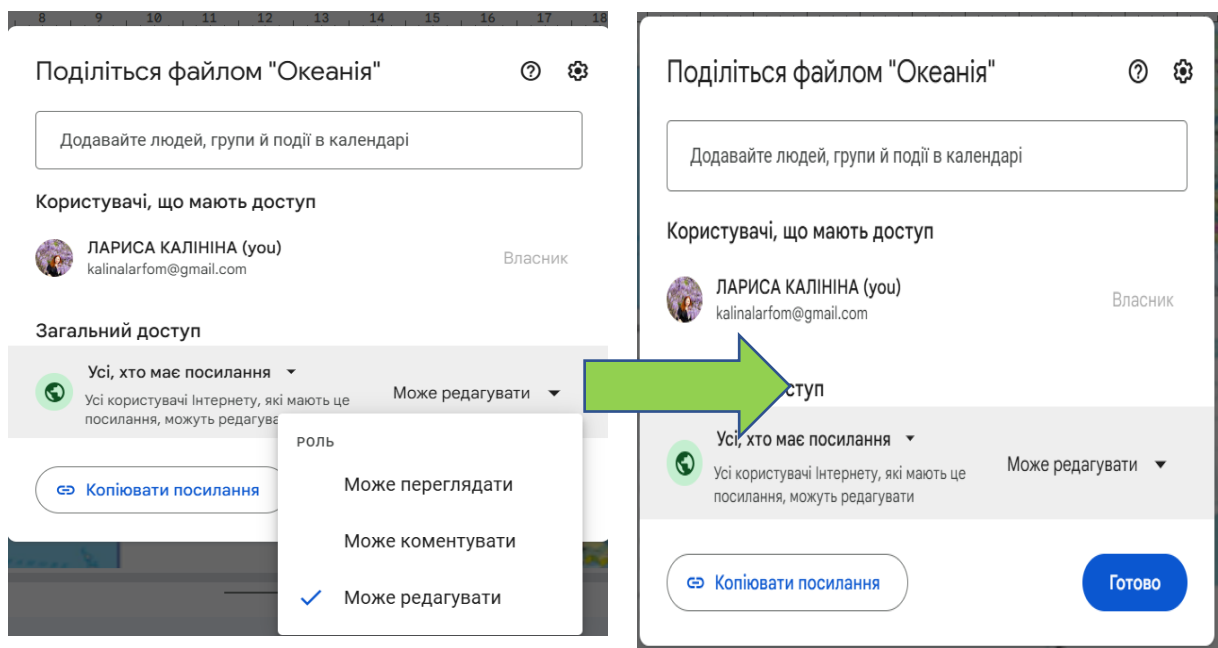 8 9 10 11 12 13 14 15 16 17 18
Поділіться файлом "Океанія"
Додавайте людей, групи й події в календарі
Користувачі, що мають доступ
ЛАРИСА КАЛІНІНА (you)
kalinalarfom@gmail.com
Власник
Загальний доступ
Усі, хто має посилання
Усі користувачі Інтернету, які мають це
посилання, можуть редагува
Може редагувати
Копіювати посилання
РОЛЬ
Може переглядати
Може коментувати
Може редагувати
Поділіться файлом "Океанія"
Додавайте людей, групи й події в календарі
Користувачі, що мають доступ
ЛАРИСА КАЛІНІНА (you)
kalinalarfom@gmail.com
Власник
ступ
Усі, хто має посилання
Усі користувачі Інтернету, які мають це
посилання, можуть редагувати
Може редагувати
Копіювати посилання
Готово